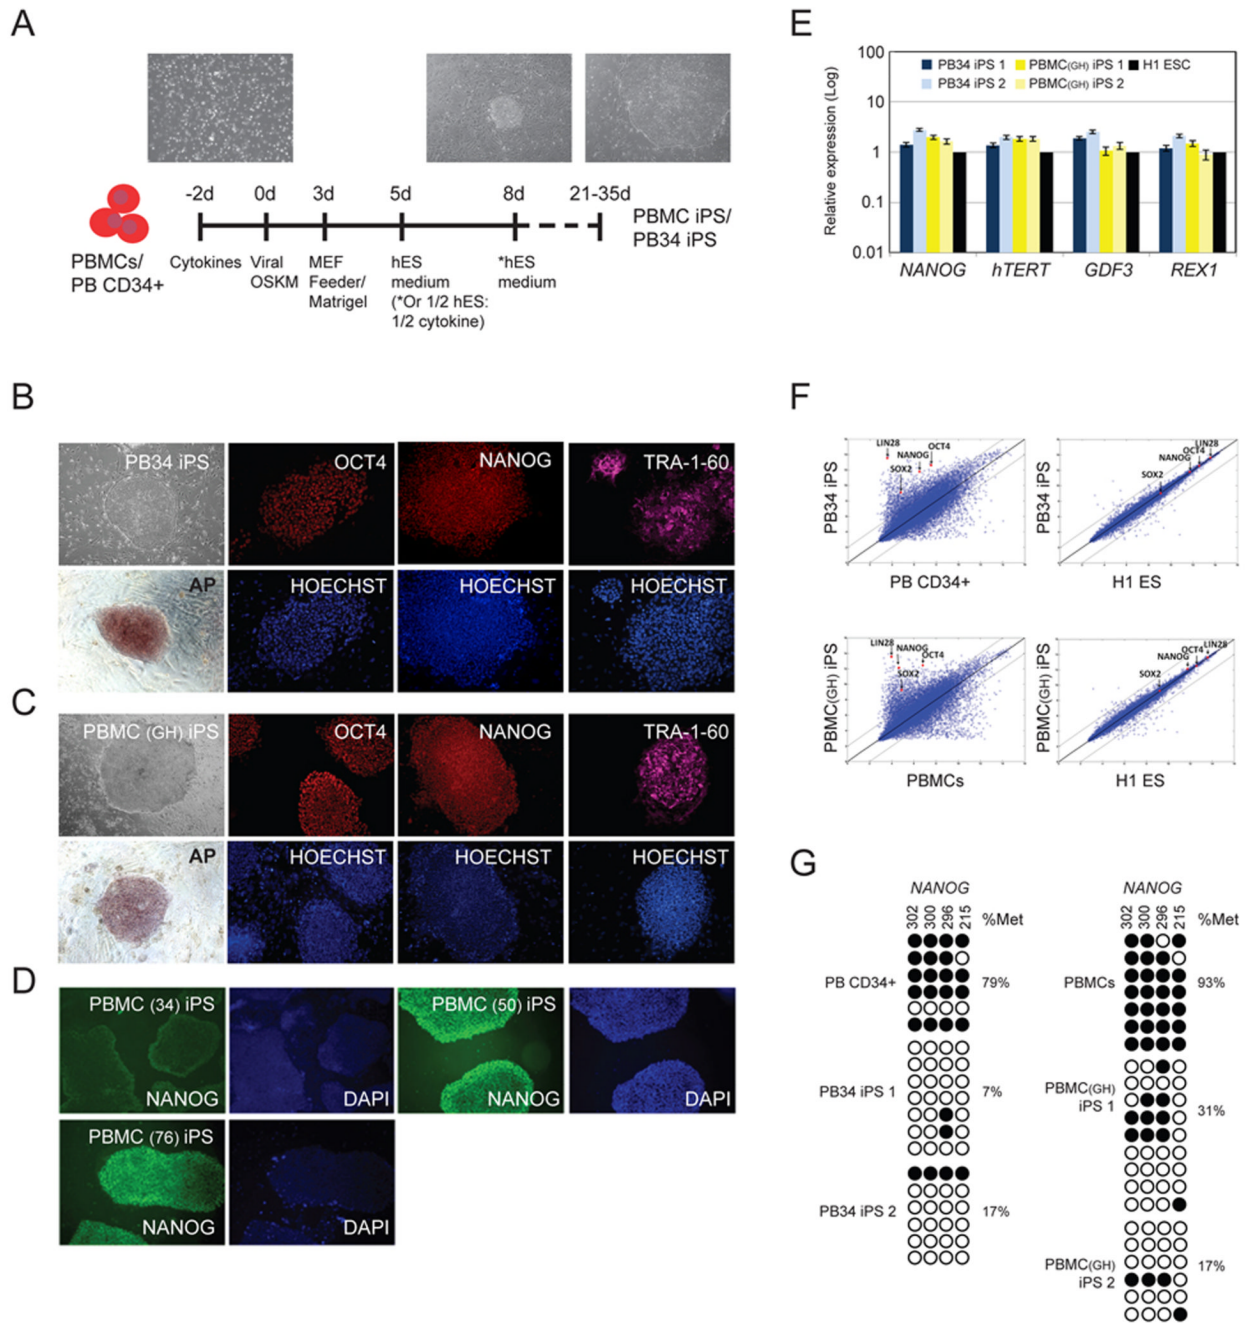 A
-2d 0d 3d 5d 8d 21-35d
PBMCs/
PB CD34+
Cytokines
Viral
OSKM
MEF
Feeder/
Matrigel
hES
medium
(*Or 1/2 hES:
1/2 cytokine)
*hES
medium
PBMC iPS/
PB34 iPS
B
PB34 iPS OCT4 NANOG TRA-1-60
AP HOECHST HOECHST HOECHST
C
PBMC (GH) iPS OCT4 NANOG TRA-1-60
AP HOECHST HOECHST HOECHST
D
PBMC (34) iPS PBMC (50) iPS
NANOG DAPI NANOG DAPI
PBMC (76) iPS
NANOG DAPI
E
Relative expression (Log)
100
10
1
0.1
0.01
PB34 iPS 1 PBMC(GH) iPS 1 H1 ESC
PB34 iPS 2 PBMC(GH) iPS 2
NANOG hTERT GDF3 REX1
F
PB34 iPS
LIN28
NANOG
OCT4
SOX2
PB CD34+
PB34 iPS
LIN28
OCT4
NANOG
SOX2
H1 ES
PBMC(GH) iPS
LIN28
NANOG
OCT4
SOX2
PBMCs
PBMC(GH) iPS
LIN28
OCT4
NANOG
SOX2
H1 ES
G
NANOG
302 300 296 215 %Met
PB CD34+ 79%
PB34 iPS 1 7%
PB34 iPS 2 17%
NANOG
302 300 296 215 %Met
PBMCs 93%
PBMC(GH)
iPS 1
31%
PBMC(GH)
iPS 2
17%